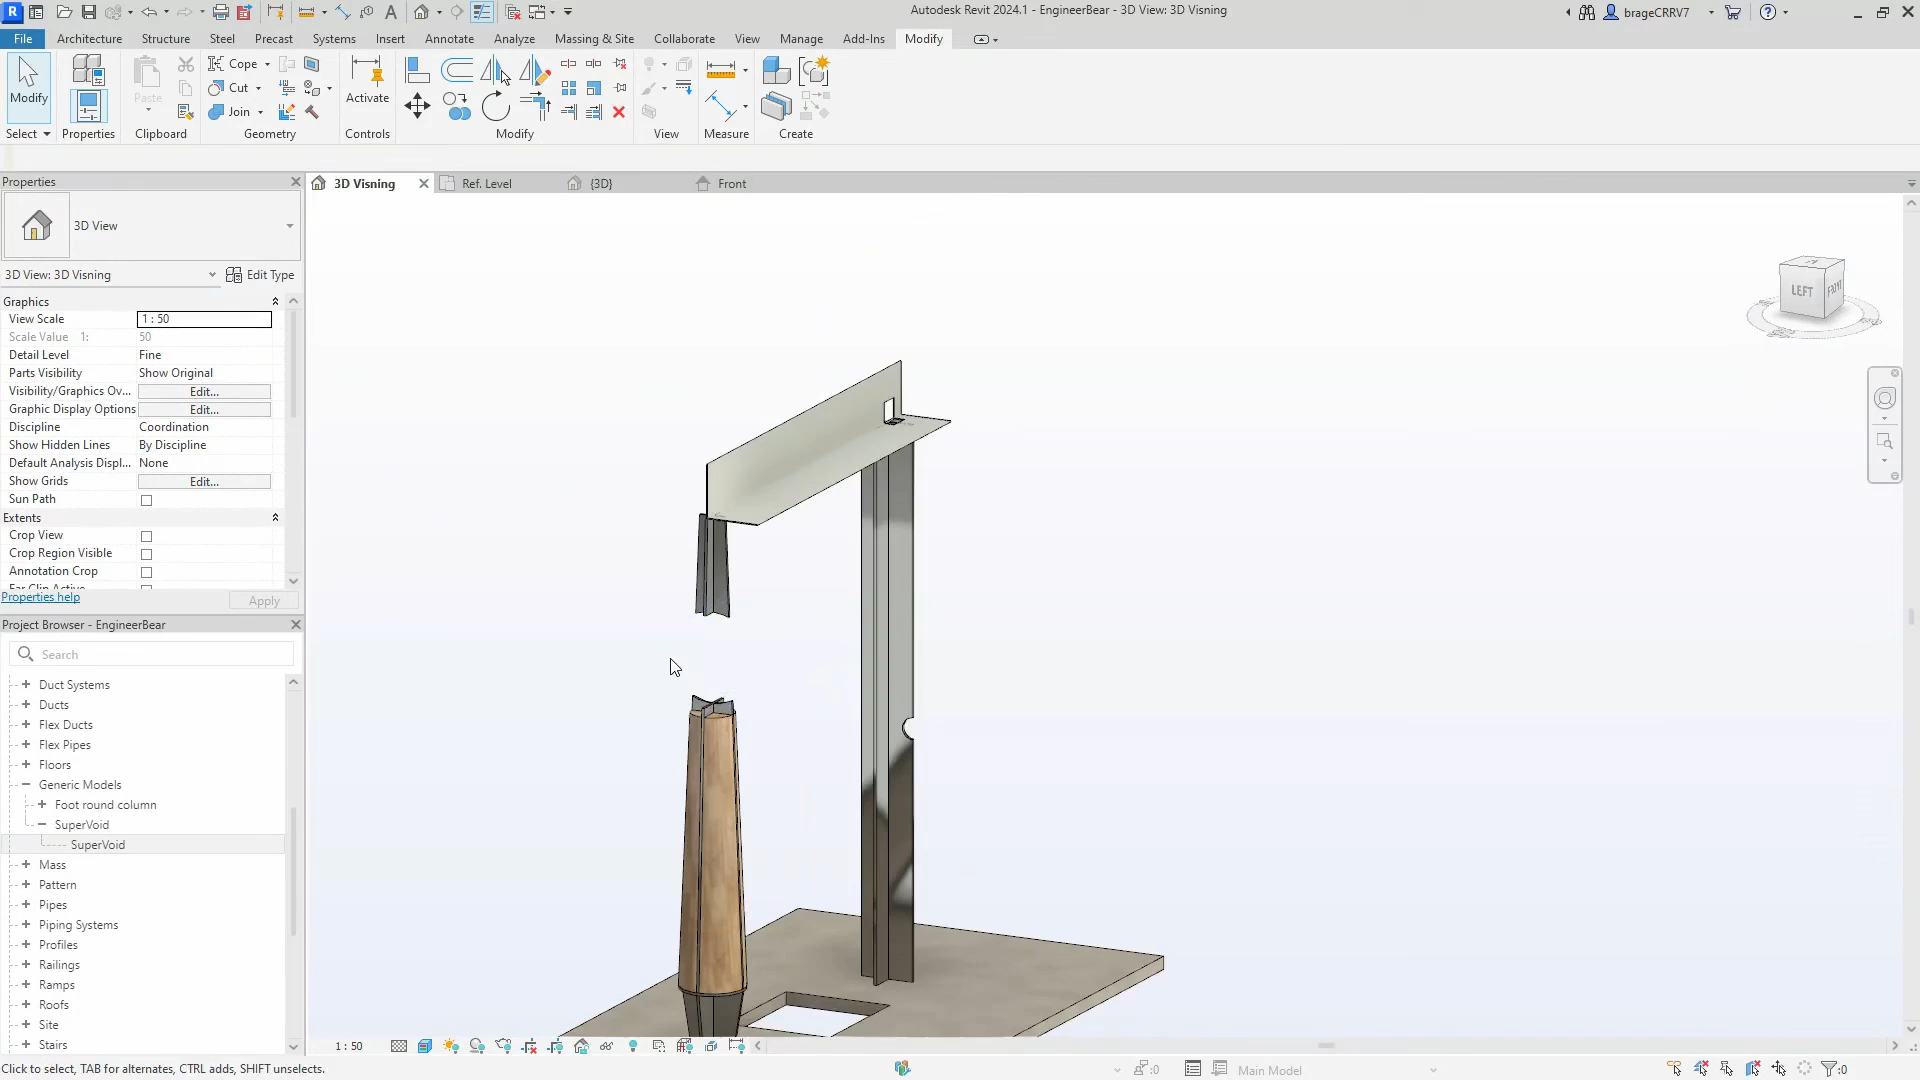 Autodesk Revit 2024.1 - EngineerBear - 3D View: 3D Visning
brageCRRV7
File Architecture Structure Steel Precast Systems Insert Annotate Analyze Massing & Site Collaborate View Manage Add-Ins Modify
Cope
Modify
Paste
Cut
Activate
Join
Select Properties Clipboard Geometry Controls Modify View Measure Create
Properties
3D Visning
Ref. Level
{3D}
Front
3D View
3D View: 3D Visning
Edit Type
Graphics
View Scale 1 : 50
Scale Value 1: 50
Detail Level Fine
Parts Visibility Show Original
Visibility/Graphics Ov... Edit...
Graphic Display Options Edit...
Discipline Coordination
Show Hidden Lines By Discipline
Default Analysis Displ... None
Show Grids Edit...
Sun Path
Extents
Crop View
Crop Region Visible
Annotation Crop
Far Clip Active
Properties help
Apply
LEFT
FRONT
Project Browser - EngineerBear
Search
Duct Systems
Ducts
Flex Ducts
Flex Pipes
Floors
Generic Models
Foot round column
SuperVoid
SuperVoid
Mass
Pattern
Pipes
Piping Systems
Profiles
Railings
Ramps
Roofs
Site
Stairs
1 : 50
Click to select, TAB for alternates, CTRL adds, SHIFT unselects.
:0
Main Model
:0